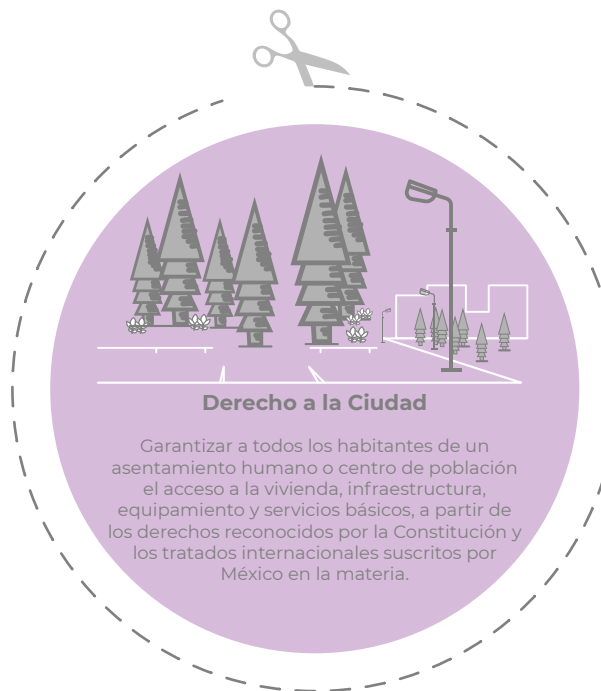 Derecho a la Ciudad
Garantizar a todos los habitantes de un
asentamiento humano o centro de población
el acceso a la vivienda, infraestructura,
equipamiento y servicios básicos, a partir de
los derechos reconocidos por la Constitución y
los tratados internacionales suscritos por
México en la materia.